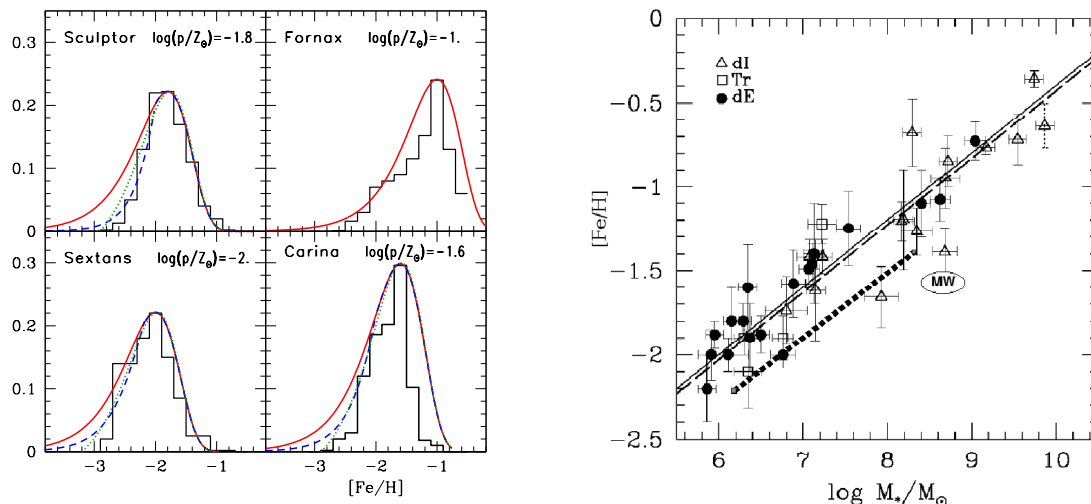 Sculptor log(p/Z⊙)=−1.8
Fornax log(p/Z⊙)=−1.
0.3
0.2
0.1
0
Sextans log(p/Z⊙)=−2.
Carina log(p/Z⊙)=−1.6
0.3
0.2
0.1
0
−3 −2 −1 −2 −1
[Fe/H]
−0
−0.5
−1
−1.5
−2
−2.5
[Fe/H]
dI
Tr
dE
MW
6 7 8 9 10
log M*/M⊙